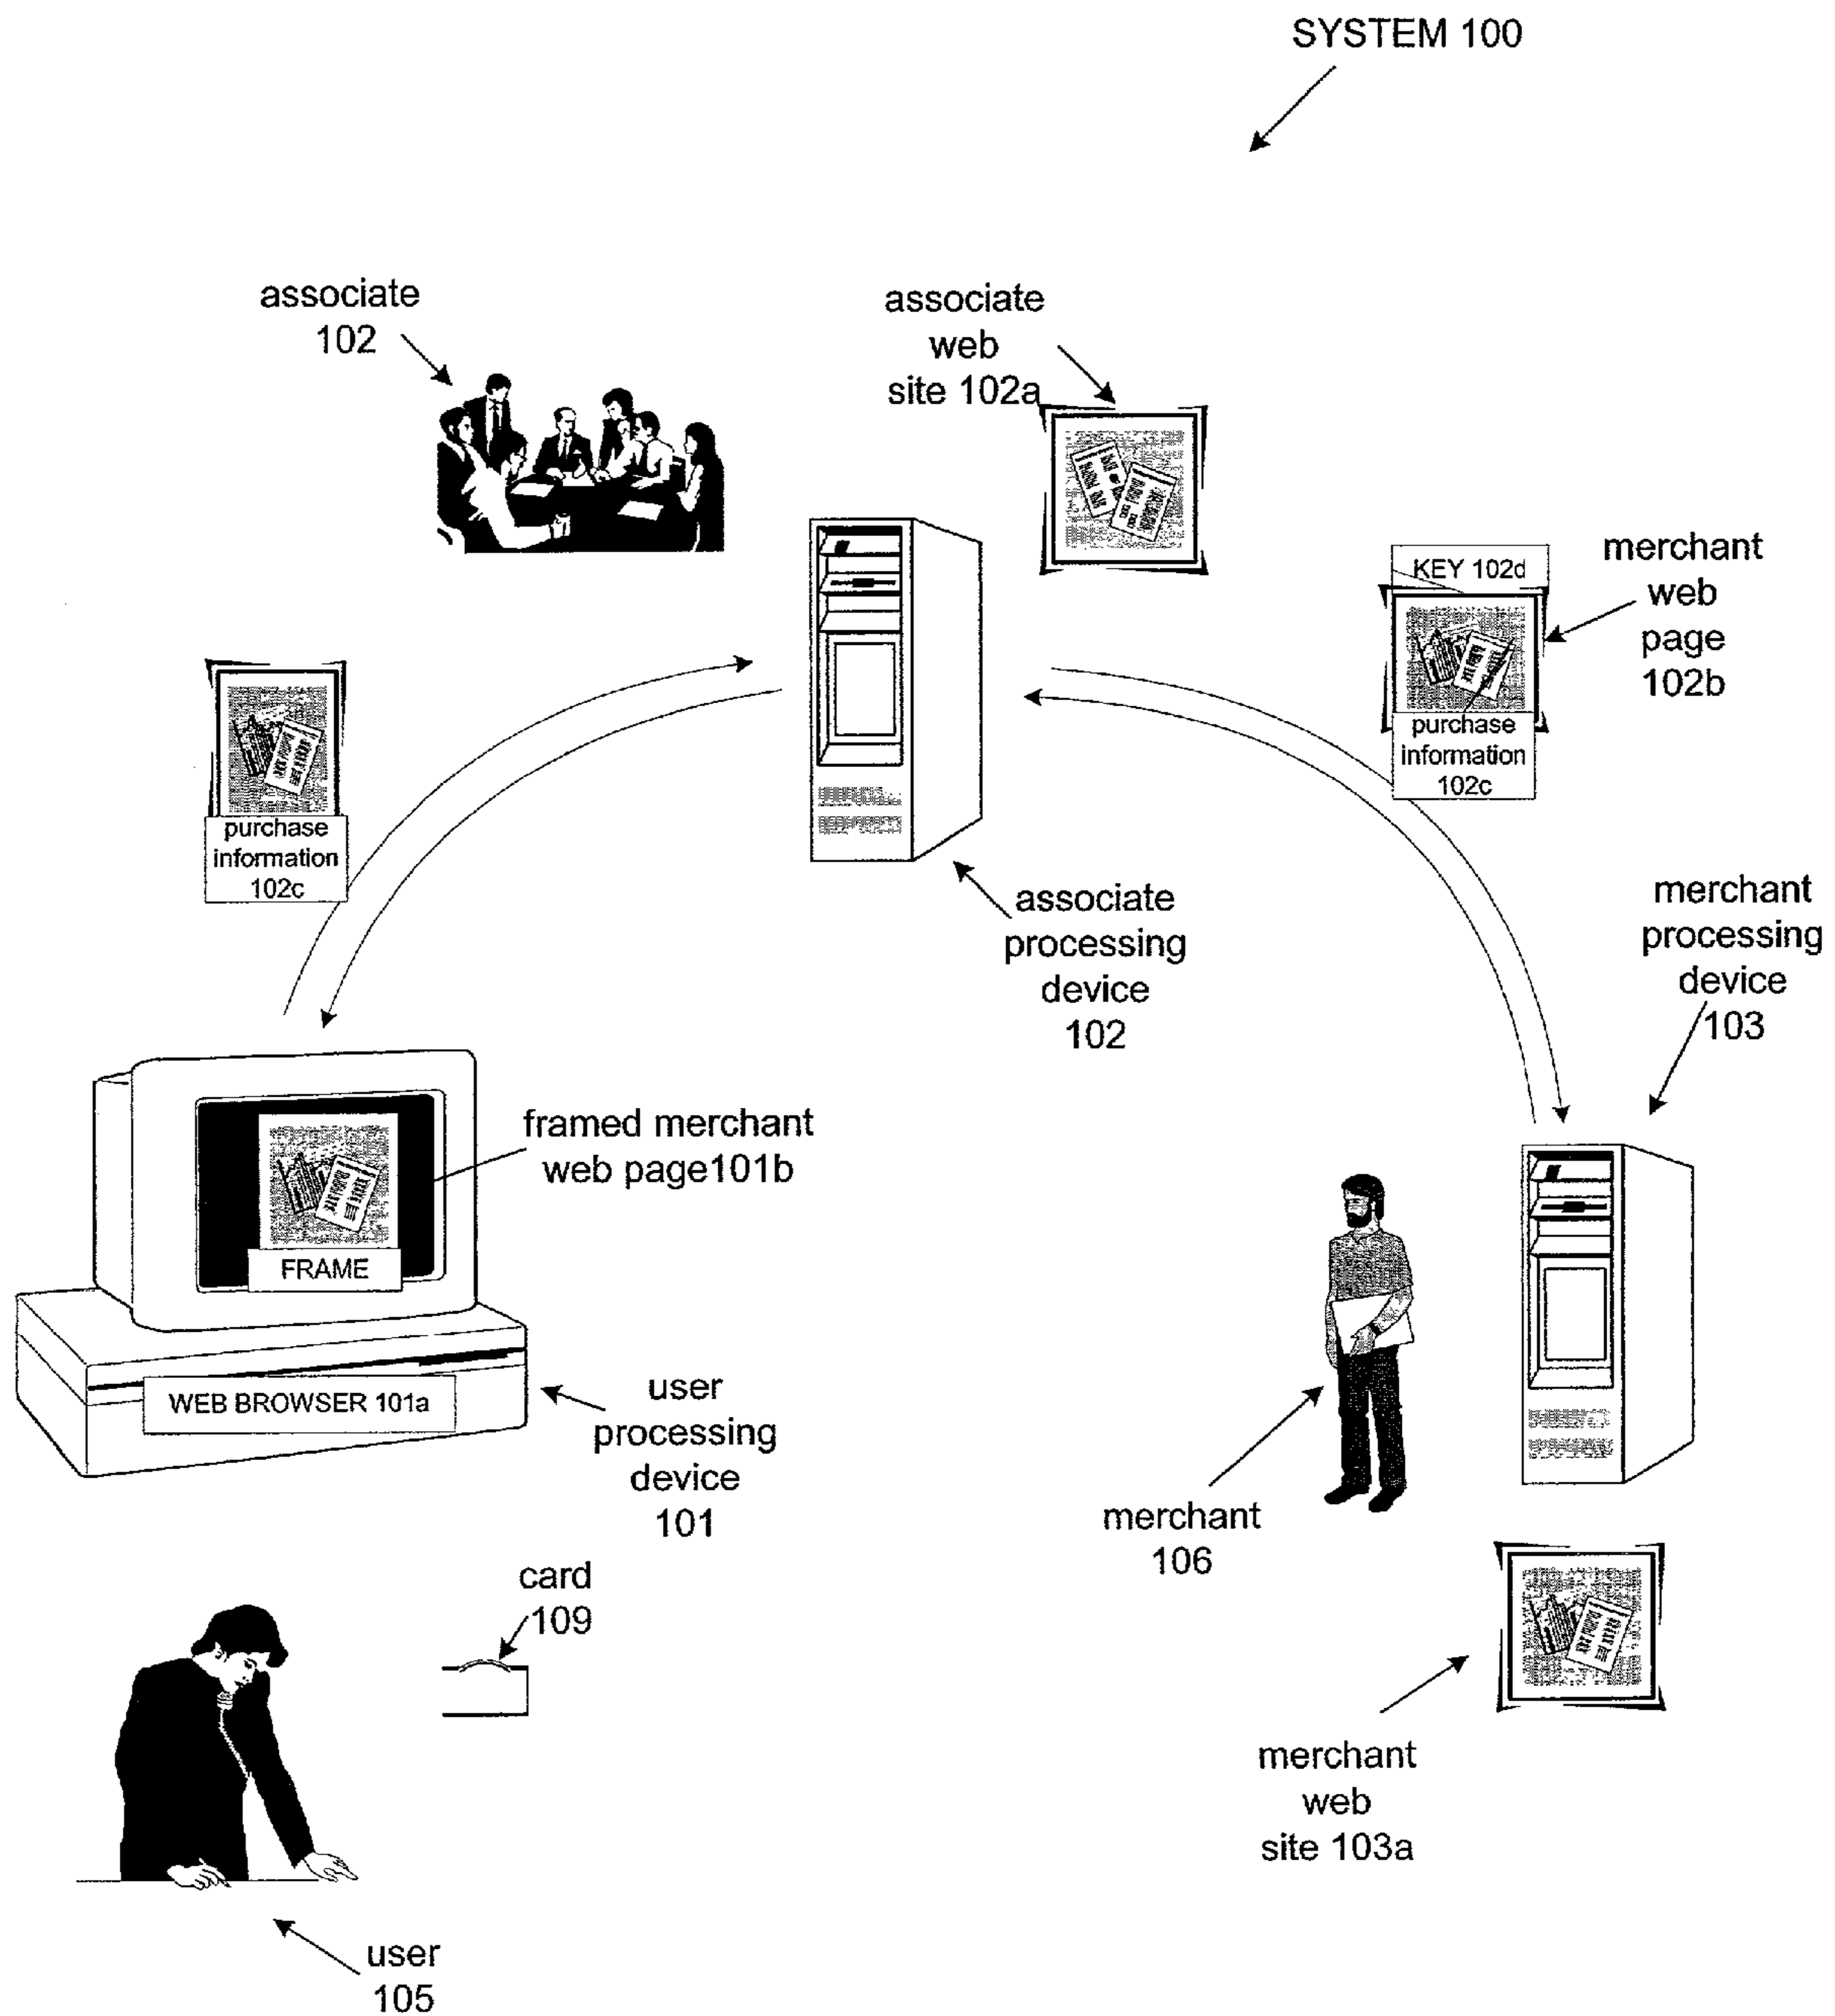 SYSTEM 100
associate
102
associate
web
site 102a
KEY 102d
merchant
web
page
102b
purchase
information
102c
purchase
information
102c
associate
processing
device
102
merchant
processing
device
103
framed merchant
web page101b
FRAME
WEB BROWSER 101a
user
processing
device
101
merchant
106
card
109
merchant
web
site 103a
user
105